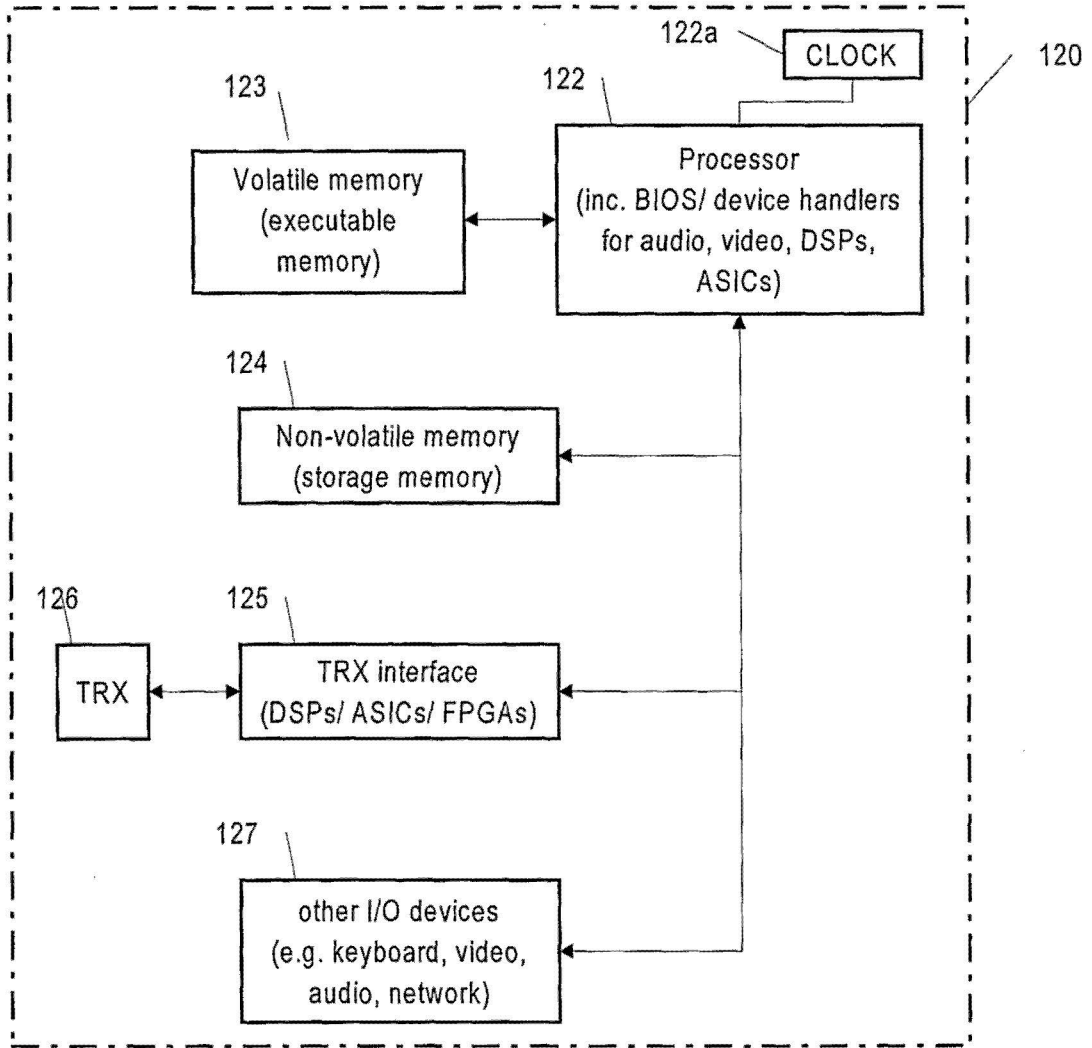 122a
CLOCK
120
123
122
Volatile memory
(executable
memory)
Processor
(inc. BIOS/ device handlers
for audio, video, DSPs,
ASICs)
124
Non-volatile memory
(storage memory)
126
125
TRX
TRX interface
(DSPs/ ASICs/ FPGAs)
127
other I/O devices
(e.g. keyboard, video,
audio, network)